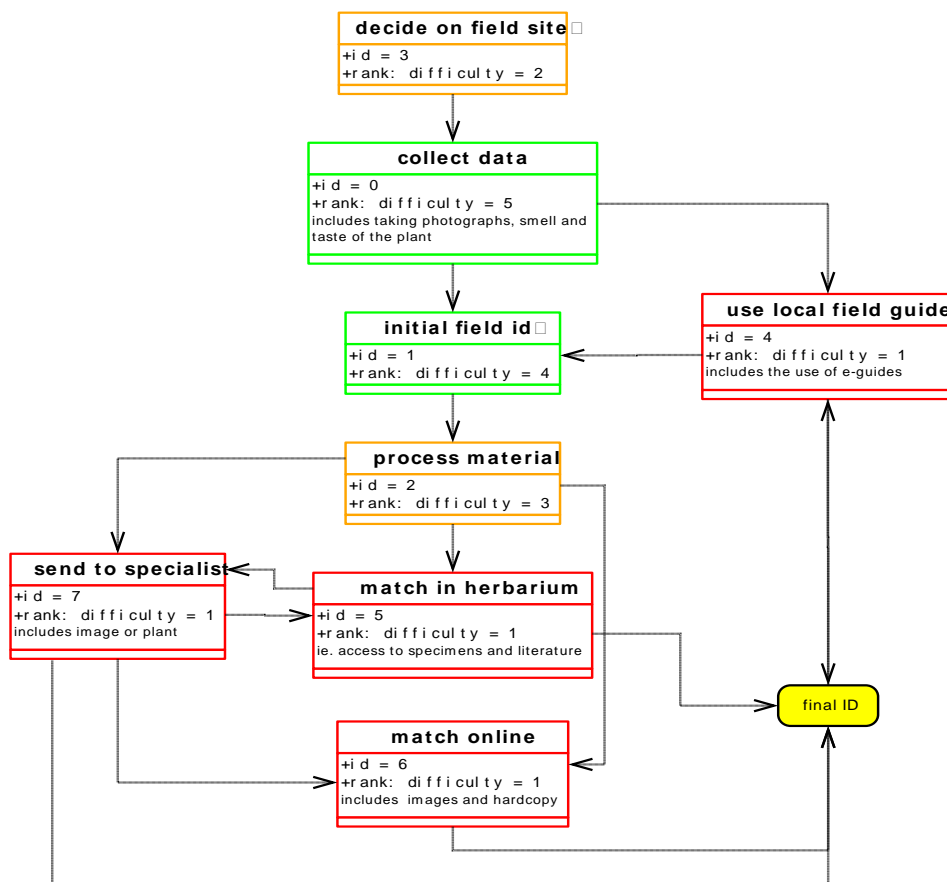 decide on field site
+id = 3
+rank: difficulty = 2
collect data
+id = 0
+rank: difficulty = 5
includes taking photographs, smell and
taste of the plant
use local field guide
+id = 4
+rank: difficulty = 1
includes the use of e-guides
initial field id
+id = 1
+rank: difficulty = 4
process material
+id = 2
+rank: difficulty = 3
send to specialist
+id = 7
+rank: difficulty = 1
includes image or plant
match in herbarium
+id = 5
+rank: difficulty = 1
ie. access to specimens and literature
final ID
match online
+id = 6
+rank: difficulty = 1
includes images and hardcopy